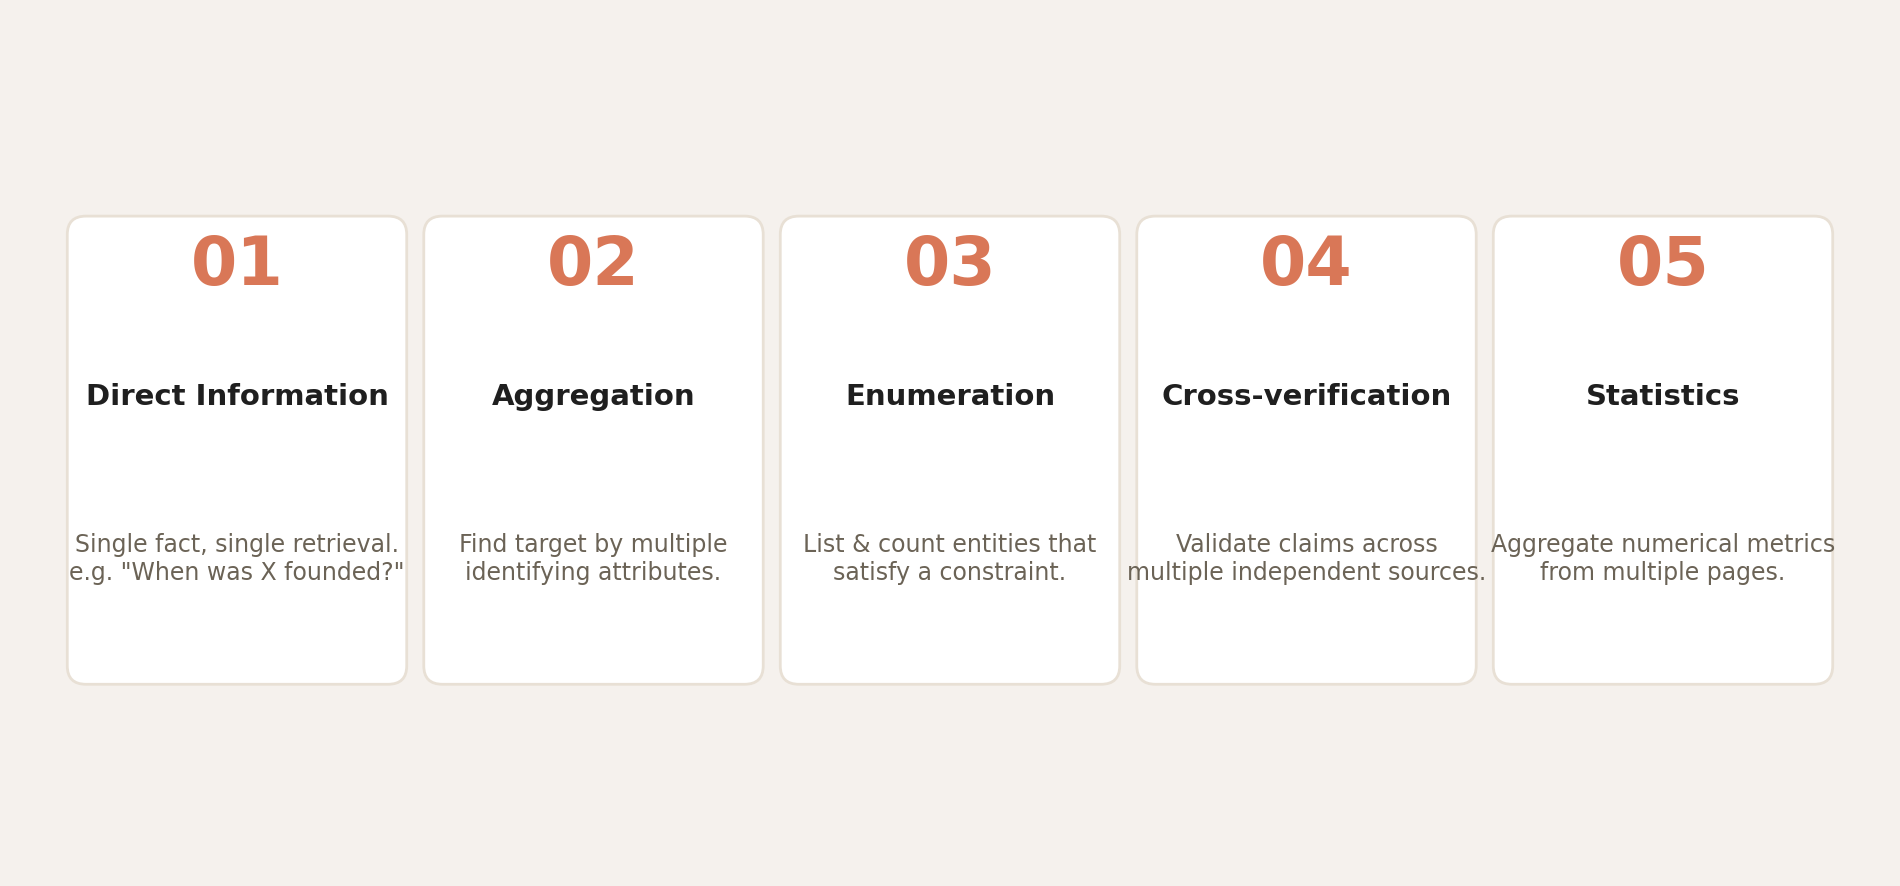 01
Direct Information
Single fact, single retrieval.
e.g. "When was X founded?"
02
Aggregation
Find target by multiple
identifying attributes.
03
Enumeration
List & count entities that
satisfy a constraint.
04
Cross-verification
Validate claims across
multiple independent sources.
05
Statistics
Aggregate numerical metrics
from multiple pages.